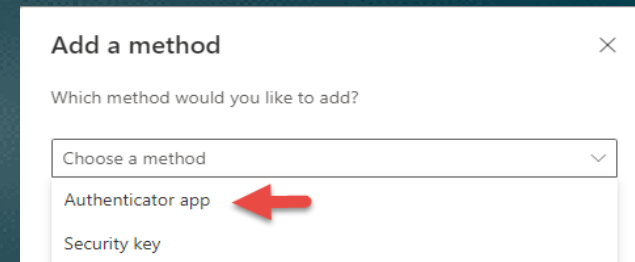 Add a method
Which method would you like to add?
Choose a method
Authenticator app
Security key